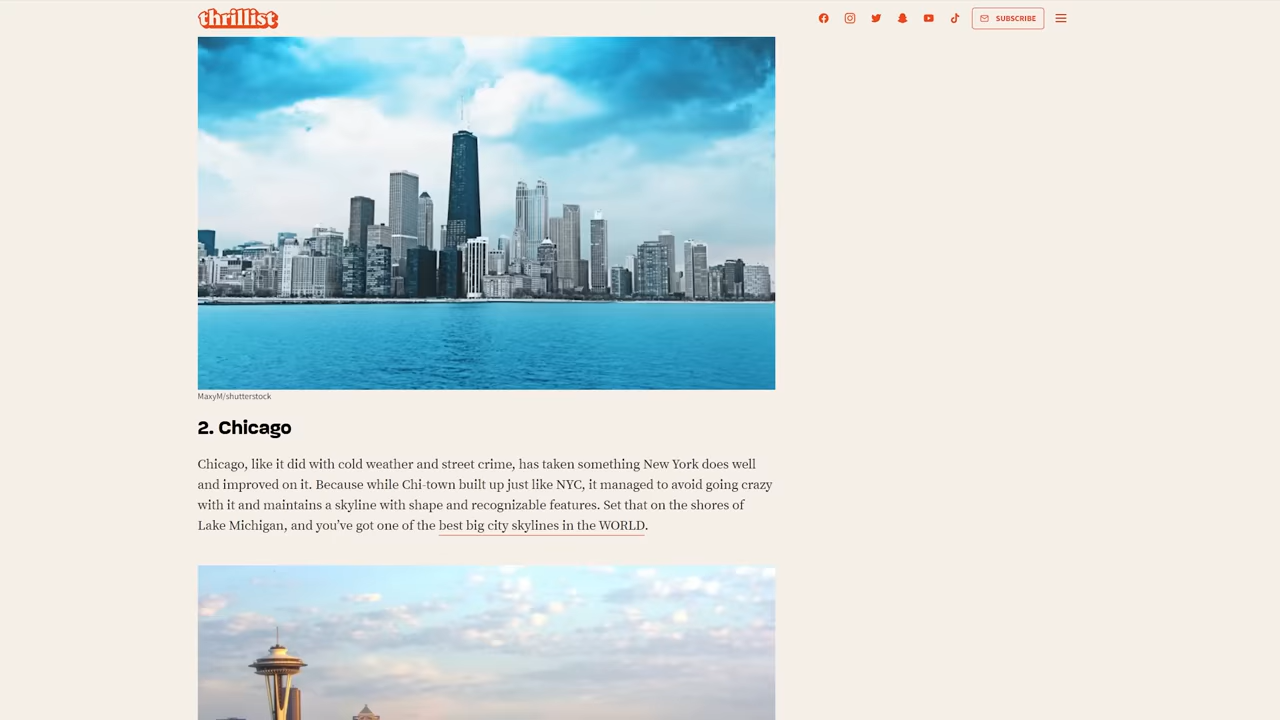 thrillist
SUBSCRIBE
MaxyM/shutterstock
2. Chicago
Chicago, like it did with cold weather and street crime, has taken something New York does well
and improved on it. Because while Chi-town built up just like NYC, it managed to avoid going crazy
with it and maintains a skyline with shape and recognizable features. Set that on the shores of
Lake Michigan, and you’ve got one of the best big city skylines in the WORLD.